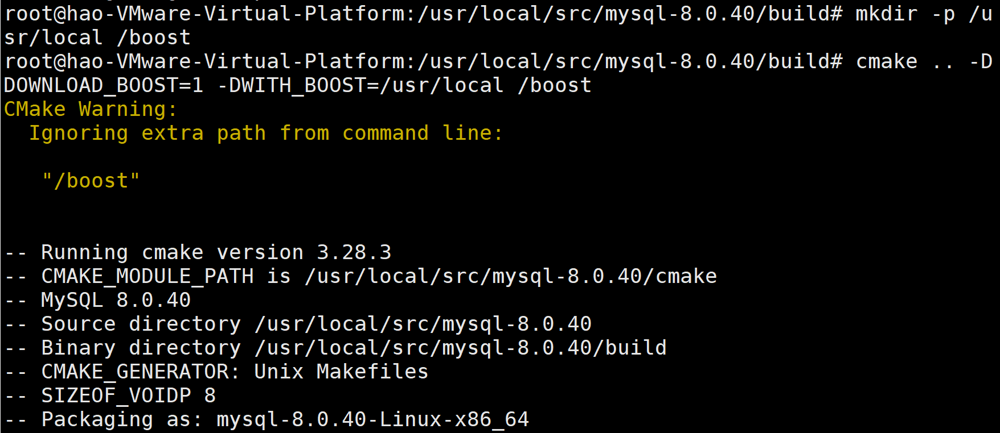 root@hao-VMware-Virtual-Platform:/usr/local/src/mysql-8.0.40/build# mkdir -p /u
sr/local /boost
root@hao-VMware-Virtual-Platform:/usr/local/src/mysql-8.0.40/build# cmake .. -D
DOWNLOAD_BOOST=1 -DWITH_BOOST=/usr/local /boost
CMake Warning:
  Ignoring extra path from command line:

   "/boost"


-- Running cmake version 3.28.3
-- CMAKE_MODULE_PATH is /usr/local/src/mysql-8.0.40/cmake
-- MySQL 8.0.40
-- Source directory /usr/local/src/mysql-8.0.40
-- Binary directory /usr/local/src/mysql-8.0.40/build
-- CMAKE_GENERATOR: Unix Makefiles
-- SIZEOF_VOIDP 8
-- Packaging as: mysql-8.0.40-Linux-x86_64